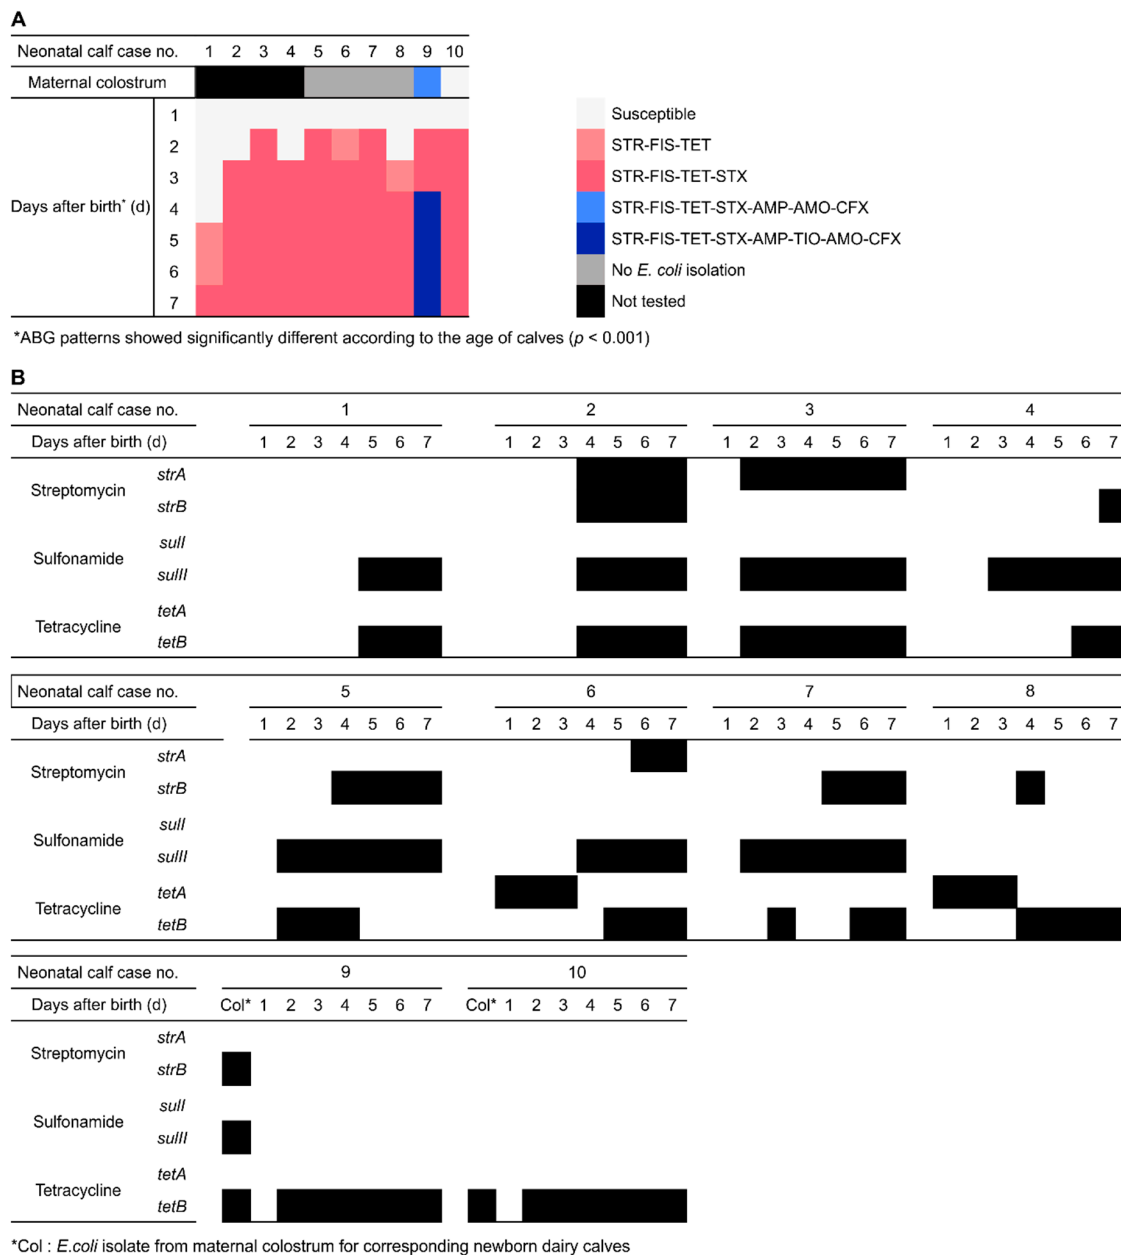 A
Neonatal calf case no. 1 2 3 4 5 6 7 8 9 10
Maternal colostrum
1
2
3
Days after birth* (d) 4
5
6
7
Susceptible
STR-FIS-TET
STR-FIS-TET-STX
STR-FIS-TET-STX-AMP-AMO-CFX
STR-FIS-TET-STX-AMP-TIO-AMO-CFX
No E. coli isolation
Not tested
*ABG patterns showed significantly different according to the age of calves (p < 0.001)
B
Neonatal calf case no. 1 2 3 4
Days after birth (d) 1 2 3 4 5 6 7 1 2 3 4 5 6 7 1 2 3 4 5 6 7 1 2 3 4 5 6 7
Streptomycin strA
strB
Sulfonamide sulI
sulII
Tetracycline tetA
tetB
Neonatal calf case no. 5 6 7 8
Days after birth (d) 1 2 3 4 5 6 7 1 2 3 4 5 6 7 1 2 3 4 5 6 7 1 2 3 4 5 6 7
Streptomycin strA
strB
Sulfonamide sulI
sulII
Tetracycline tetA
tetB
Neonatal calf case no. 9 10
Days after birth (d) Col* 1 2 3 4 5 6 7 Col* 1 2 3 4 5 6 7
Streptomycin strA
strB
Sulfonamide sulI
sulII
Tetracycline tetA
tetB
*Col : E.coli isolate from maternal colostrum for corresponding newborn dairy calves